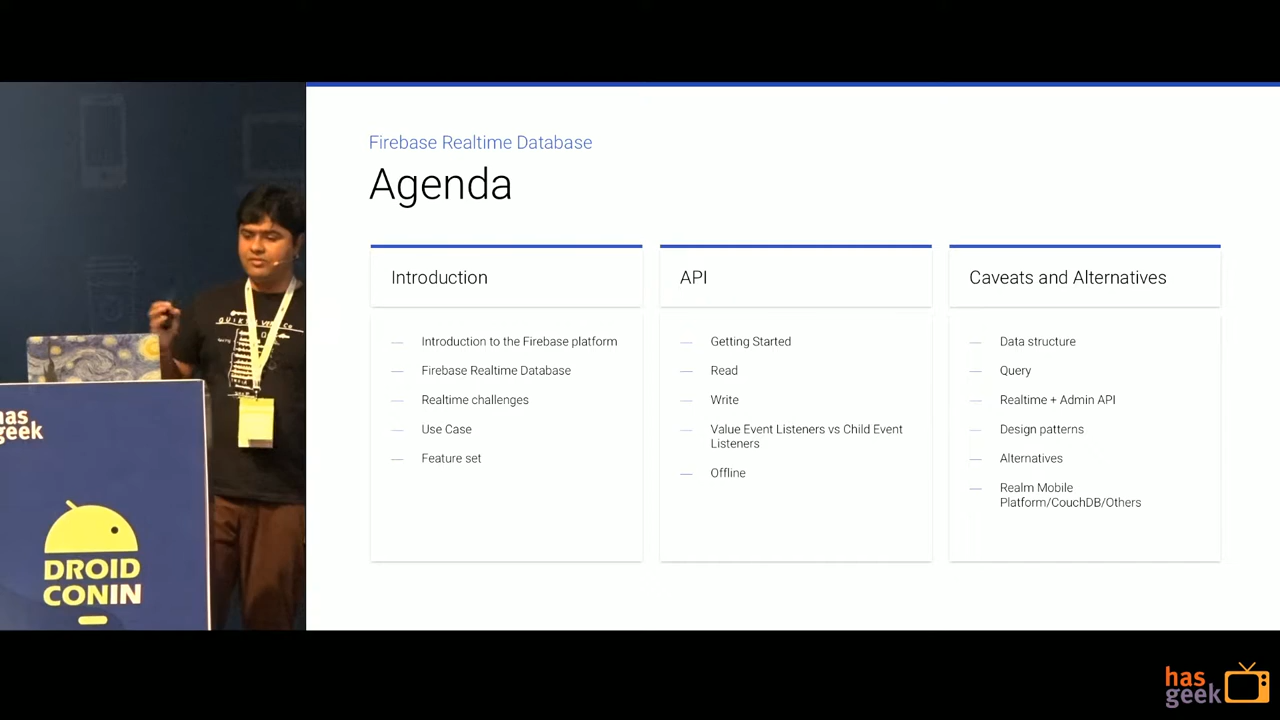 Firebase Realtime Database
Agenda
Introduction
Introduction to the Firebase platform
Firebase Realtime Database
Realtime challenges
Use Case
Feature set
API
Getting Started
Read
Write
Value Event Listeners vs Child Event
Listeners
Offline
Caveats and Alternatives
Data structure
Query
Realtime + Admin API
Design patterns
Alternatives
Realm Mobile
Platform/CouchDB/Others
has
geek
DROID
CONIN
has
geek